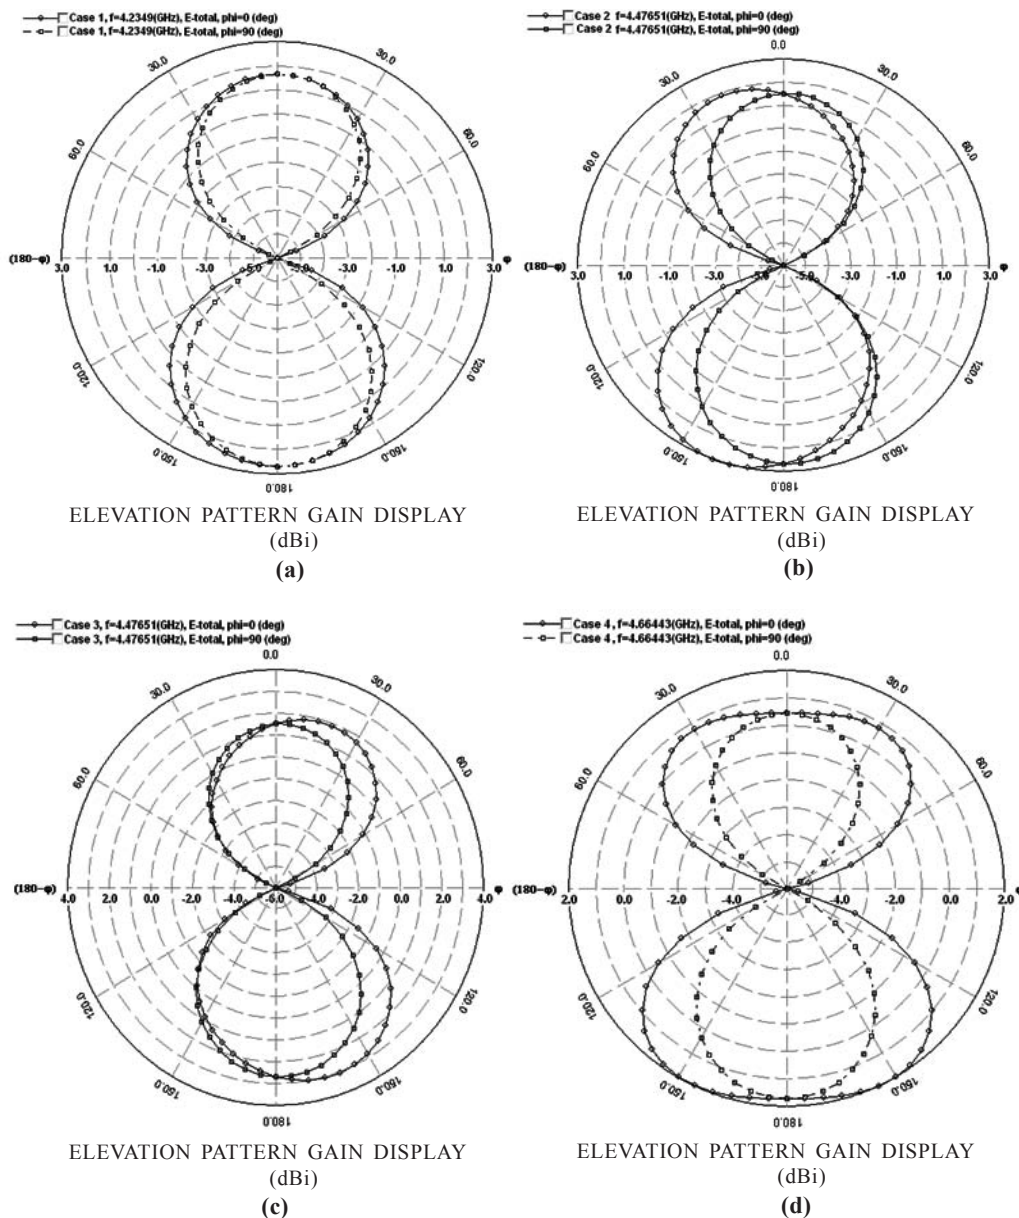 Case 1, f=4.2349(GHz), E-total, phi=0 (deg)
Case 1, f=4.2349(GHz), E-total, phi=90 (deg)
30.0 30.0
60.0 60.0
(180-φ) φ
3.0 1.0 -1.0 -3.0 -5.0 -5.0 -3.0 -1.0 1.0 3.0
120.0 120.0
150.0 150.0
180.0
ELEVATION PATTERN GAIN DISPLAY
(dBi)
(a)
Case 2 f=4.47651(GHz), E-total, phi=0 (deg)
Case 2 f=4.47651(GHz), E-total, phi=90 (deg)
0.0
30.0 30.0
60.0 60.0
(180-φ) φ
3.0 1.0 -1.0 -3.0 -5.0 -5.0 -3.0 -1.0 1.0 3.0
120.0 120.0
150.0 150.0
180.0
ELEVATION PATTERN GAIN DISPLAY
(dBi)
(b)
Case 3, f=4.47651(GHz), E-total, phi=0 (deg)
Case 3, f=4.47651(GHz), E-total, phi=90 (deg)
0.0
30.0 30.0
60.0 60.0
(180-φ) φ
4.0 2.0 0.0 -2.0 -4.0 -6.0 -4.0 -2.0 0.0 2.0 4.0
120.0 120.0
150.0 150.0
180.0
ELEVATION PATTERN GAIN DISPLAY
(dBi)
(c)
Case 4, f=4.66443(GHz), E-total, phi=0 (deg)
Case 4, f=4.66443(GHz), E-total, phi=90 (deg)
0.0
30.0 30.0
60.0 60.0
(180-φ) φ
2.0 0.0 -2.0 -4.0 -4.0 -2.0 0.0 2.0
120.0 120.0
150.0 150.0
180.0
ELEVATION PATTERN GAIN DISPLAY
(dBi)
(d)